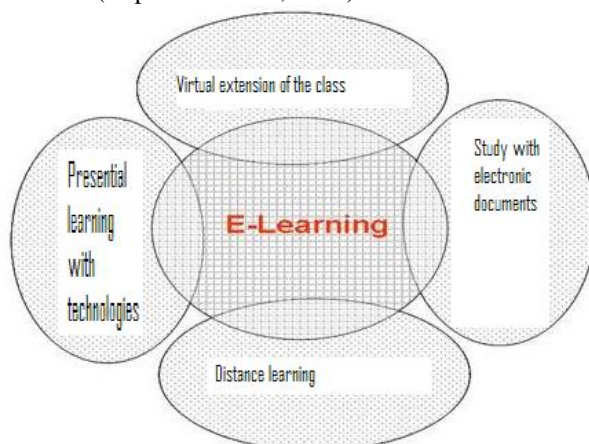 Virtual extension of the class
Presential
learning
with
technologies
E-Learning
Study with
electronic
documents
Distance learning